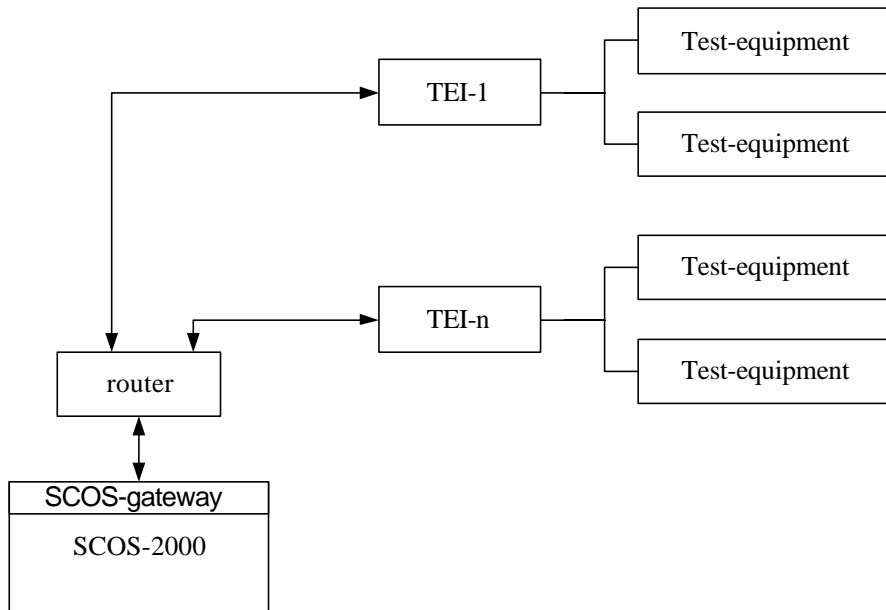 Test-equipment
TEI-1
Test-equipment
Test-equipment
TEI-n
Test-equipment
router
SCOS-gateway
SCOS-2000